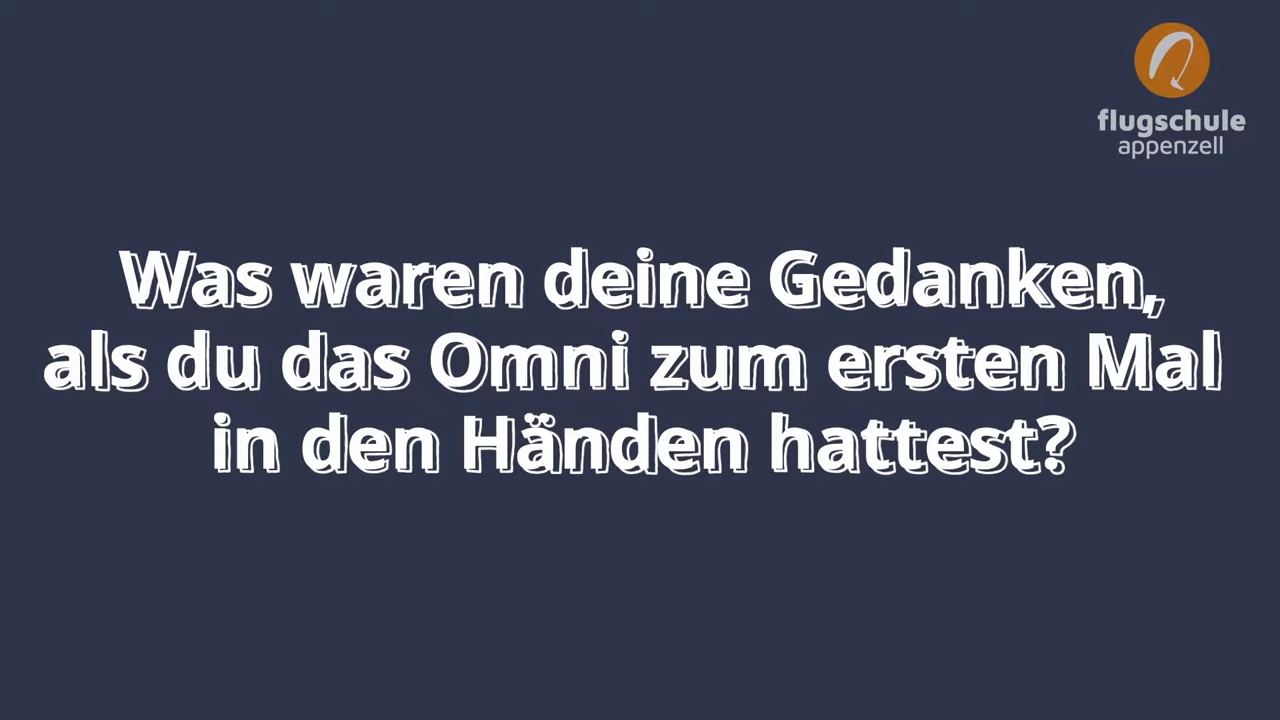 flugschule
appenzell
Was waren deine Gedanken,
als du das Omni zum ersten Mal
in den Händen hattest?